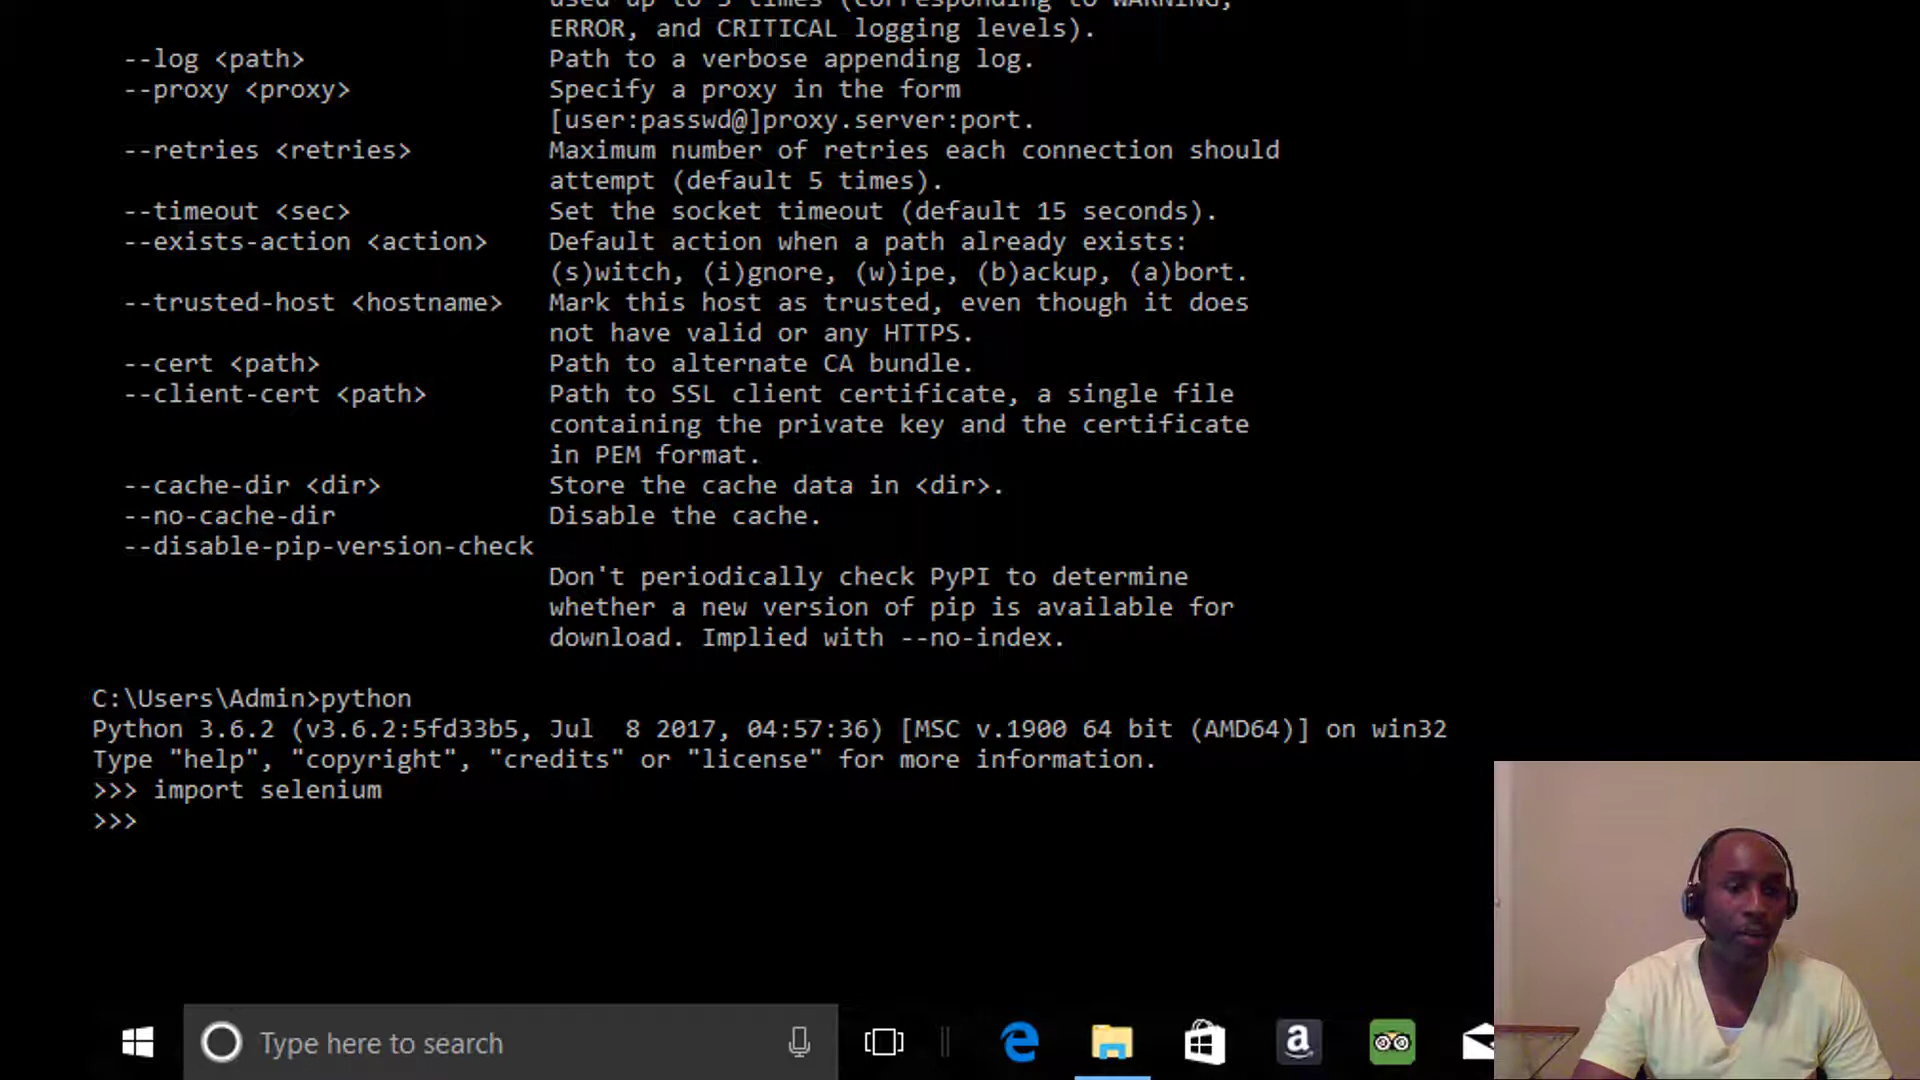 used up to 3 times (corresponding to WARNING,
ERROR, and CRITICAL logging levels).
--log <path> Path to a verbose appending log.
--proxy <proxy> Specify a proxy in the form
[user:passwd@]proxy.server:port.
--retries <retries> Maximum number of retries each connection should
attempt (default 5 times).
--timeout <sec> Set the socket timeout (default 15 seconds).
--exists-action <action> Default action when a path already exists:
(s)witch, (i)gnore, (w)ipe, (b)ackup, (a)bort.
--trusted-host <hostname> Mark this host as trusted, even though it does
not have valid or any HTTPS.
--cert <path> Path to alternate CA bundle.
--client-cert <path> Path to SSL client certificate, a single file
containing the private key and the certificate
in PEM format.
--cache-dir <dir> Store the cache data in <dir>.
--no-cache-dir Disable the cache.
--disable-pip-version-check
Don't periodically check PyPI to determine
whether a new version of pip is available for
download. Implied with --no-index.
C:\Users\Admin>python
Python 3.6.2 (v3.6.2:5fd33b5, Jul  8 2017, 04:57:36) [MSC v.1900 64 bit (AMD64)] on win32
Type "help", "copyright", "credits" or "license" for more information.
>>> import selenium
>>>
Type here to search